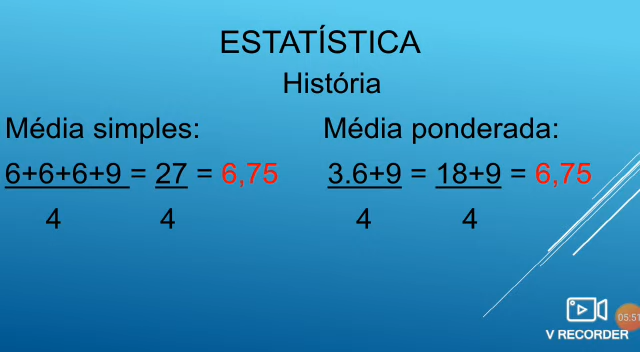 ESTATÍSTICA
História
Média simples: Média ponderada:
6+6+6+9 = 27 = 6,75 3.6+9 = 18+9 = 6,75
4 4 4 4
V RECORDER
05:51